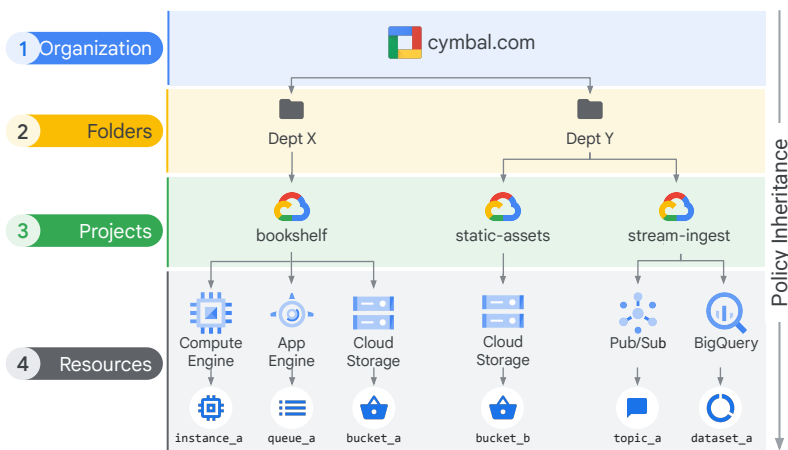 1 Organization
cymbal.com
2 Folders
Dept X
Dept Y
3 Projects
bookshelf
static-assets
stream-ingest
4 Resources
Compute
Engine
App
Engine
Cloud
Storage
Cloud
Storage
Pub/Sub
BigQuery
instance_a
queue_a
bucket_a
bucket_b
topic_a
dataset_a
Policy Inheritance